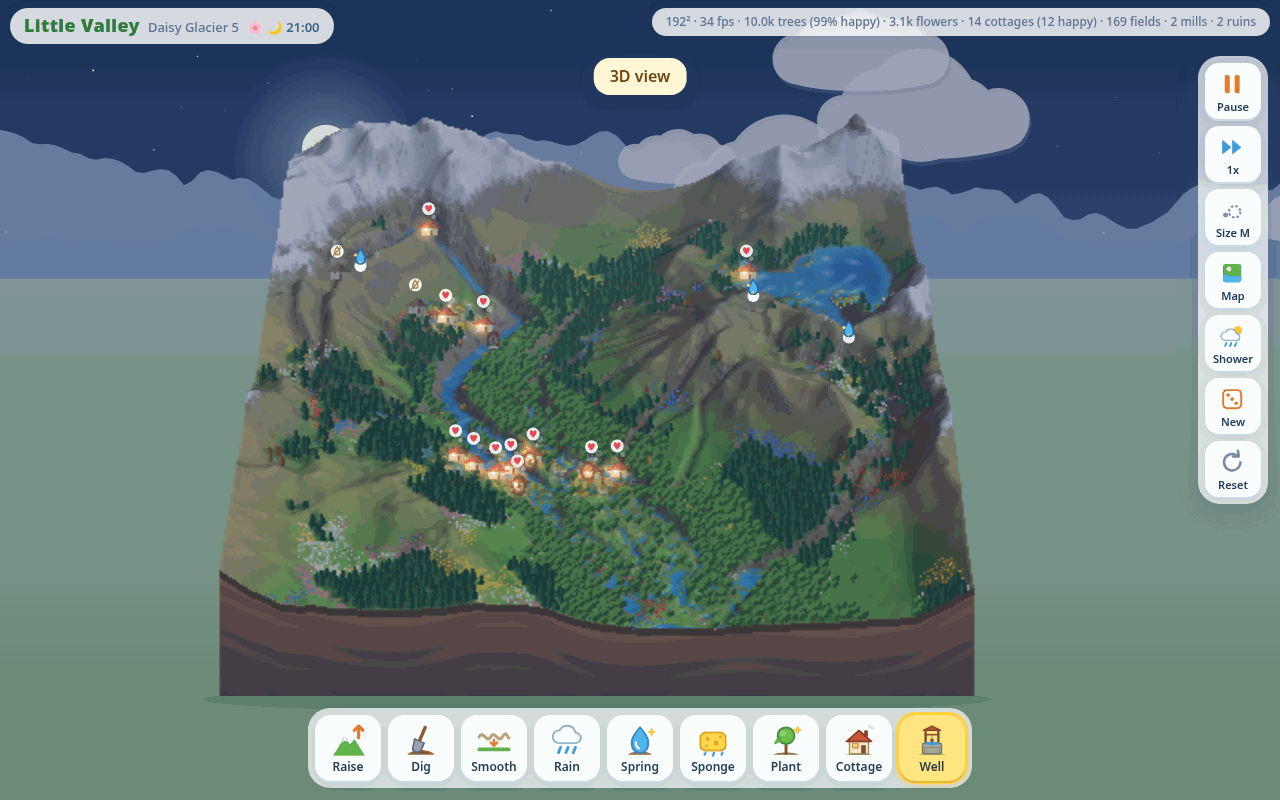 Little Valley Daisy Glacier 5 🌸 🌙 21:00
192² · 34 fps · 10.0k trees (99% happy) · 3.1k flowers · 14 cottages (12 happy) · 169 fields · 2 mills · 2 ruins
3D view
Pause
1x
Size M
Map
Shower
New
Reset
Raise
Dig
Smooth
Rain
Spring
Sponge
Plant
Cottage
Well